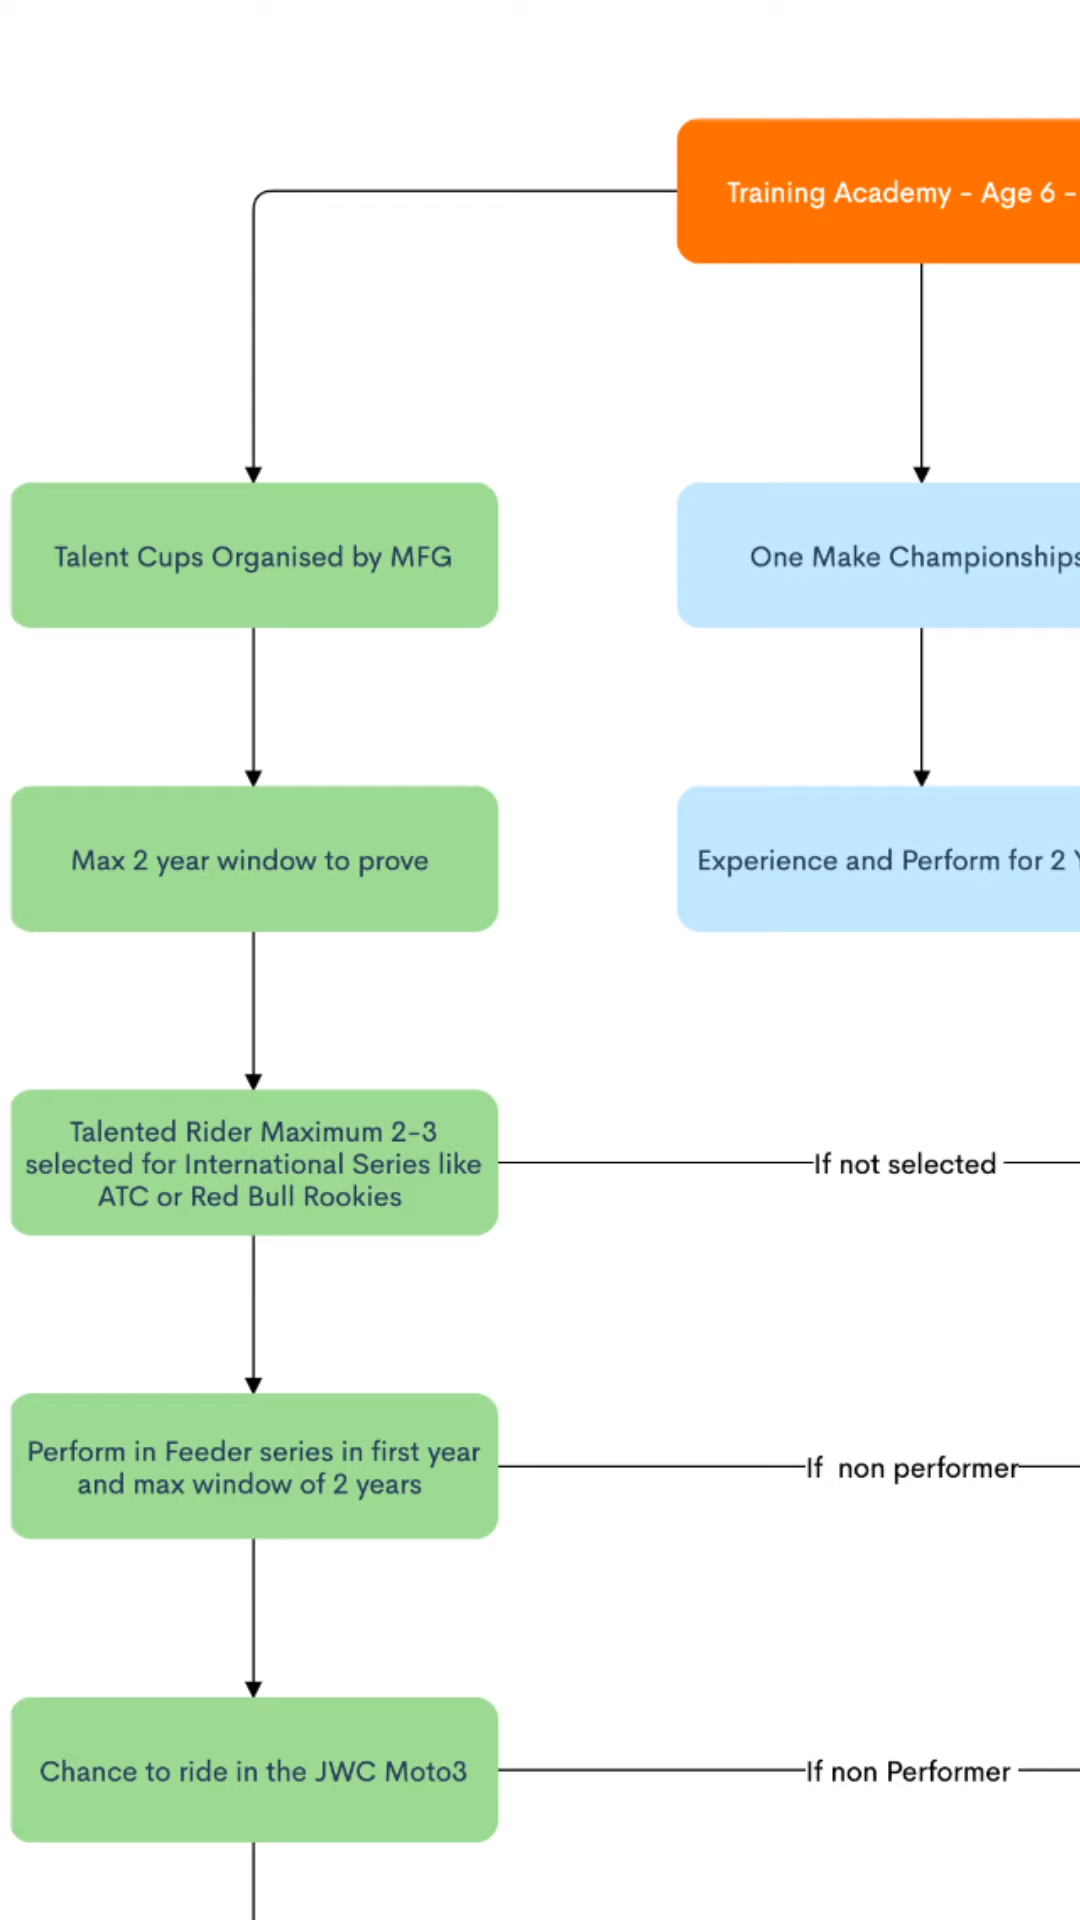 Training Academy - Age 6 -
Talent Cups Organised by MFG
One Make Championships
Max 2 year window to prove
Experience and Perform for 2
Talented Rider Maximum 2-3
selected for International Series like
ATC or Red Bull Rookies
If not selected
Perform in Feeder series in first year
and max window of 2 years
If non performer
Chance to ride in the JWC Moto3
If non Performer